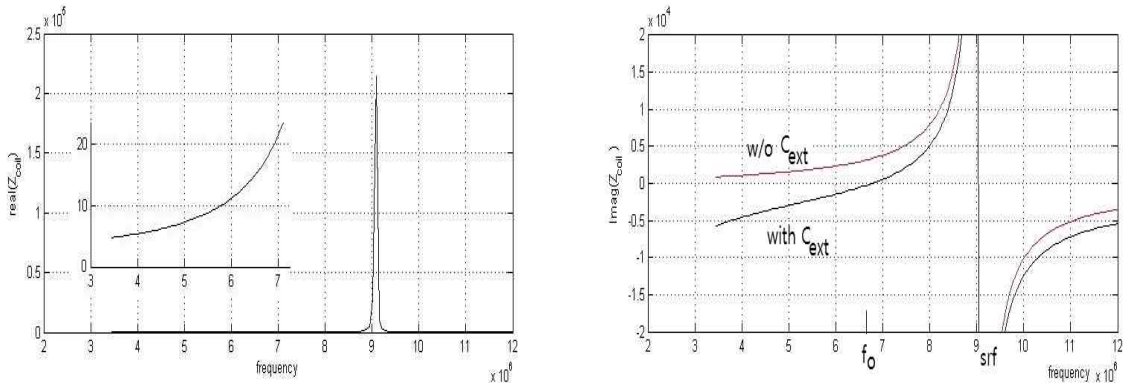 x 10^5
2.5
2
1.5
1
0.5
0
real(Z_coil)
20
10
0
3 4 5 6 7
2 3 4 5 6 7 8 9 10 11 12
frequency
x 10^6
x 10^4
2
1.5
1
0.5
0
-0.5
-1
-1.5
-2
Imag(Z_coil)
w/o C_ext
with C_ext
2 3 4 5 6 7 8 9 10 11 12
f_o
srf
frequency
x 10^6